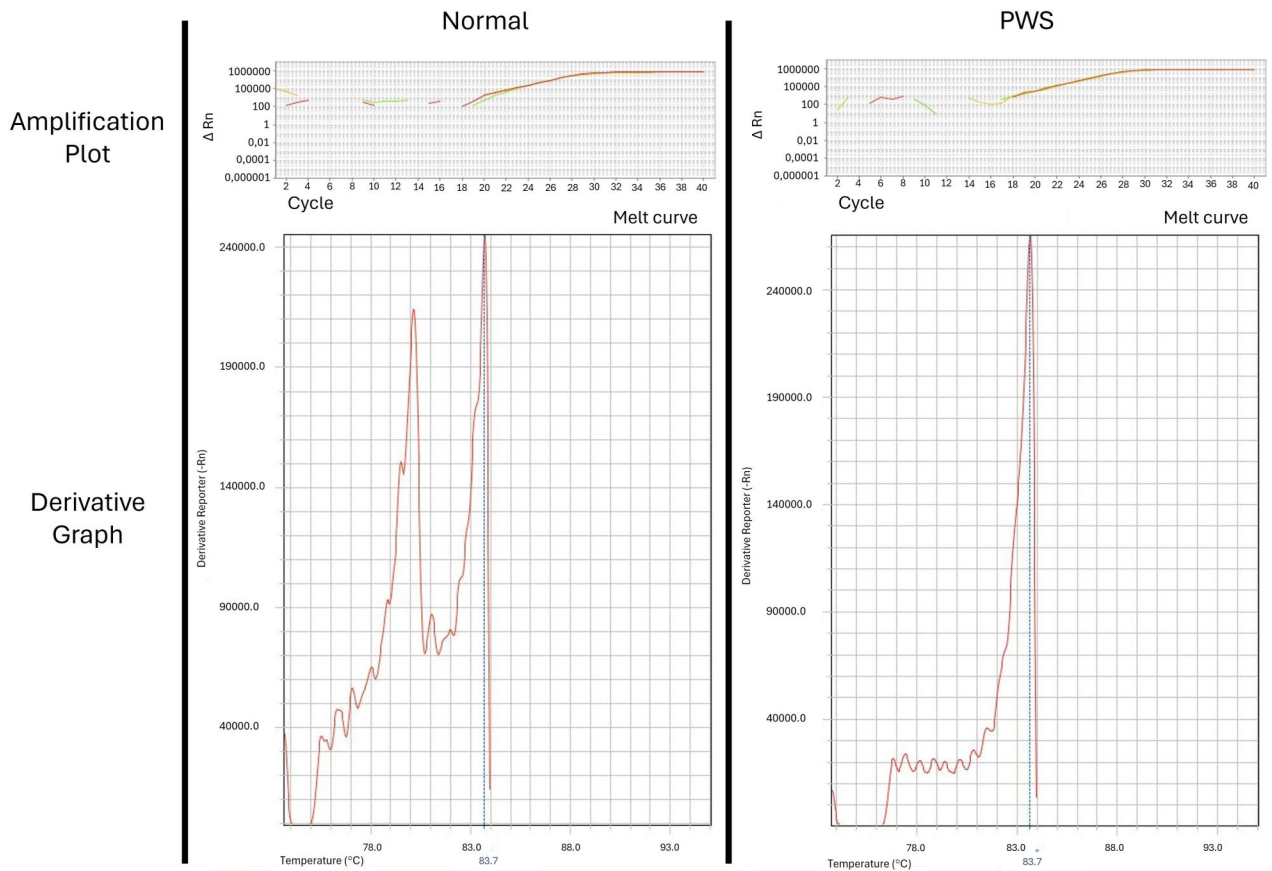 Normal
PWS
Amplification
Plot
Δ Rn
1000000
100000
100
1
0,01
0,0001
0,000001
2 4 6 8 10 12 14 16 18 20 22 24 26 28 30 32 34 36 38 40
Cycle
Melt curve
Δ Rn
1000000
100000
100
1
0,01
0,0001
0,000001
2 4 6 8 10 12 14 16 18 20 22 24 26 28 30 32 34 36 38 40
Cycle
Melt curve
Derivative
Graph
Derivative Reporter (-Rn)
240000.0
190000.0
140000.0
90000.0
40000.0
78.0 83.0 88.0 93.0
Temperature (°C)
83.7
Derivative Reporter (-Rn)
240000.0
190000.0
140000.0
90000.0
40000.0
78.0 83.0 88.0 93.0
Temperature (°C)
83.7